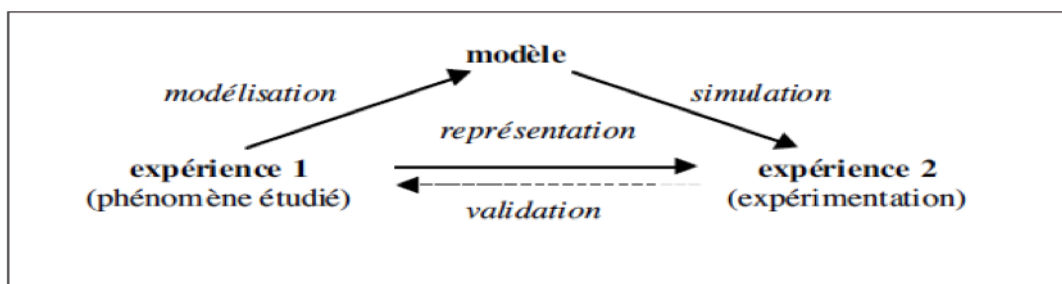 modèle
modélisation
simulation
représentation
expérience 1
(phénomène étudié)
expérience 2
(expérimentation)
validation